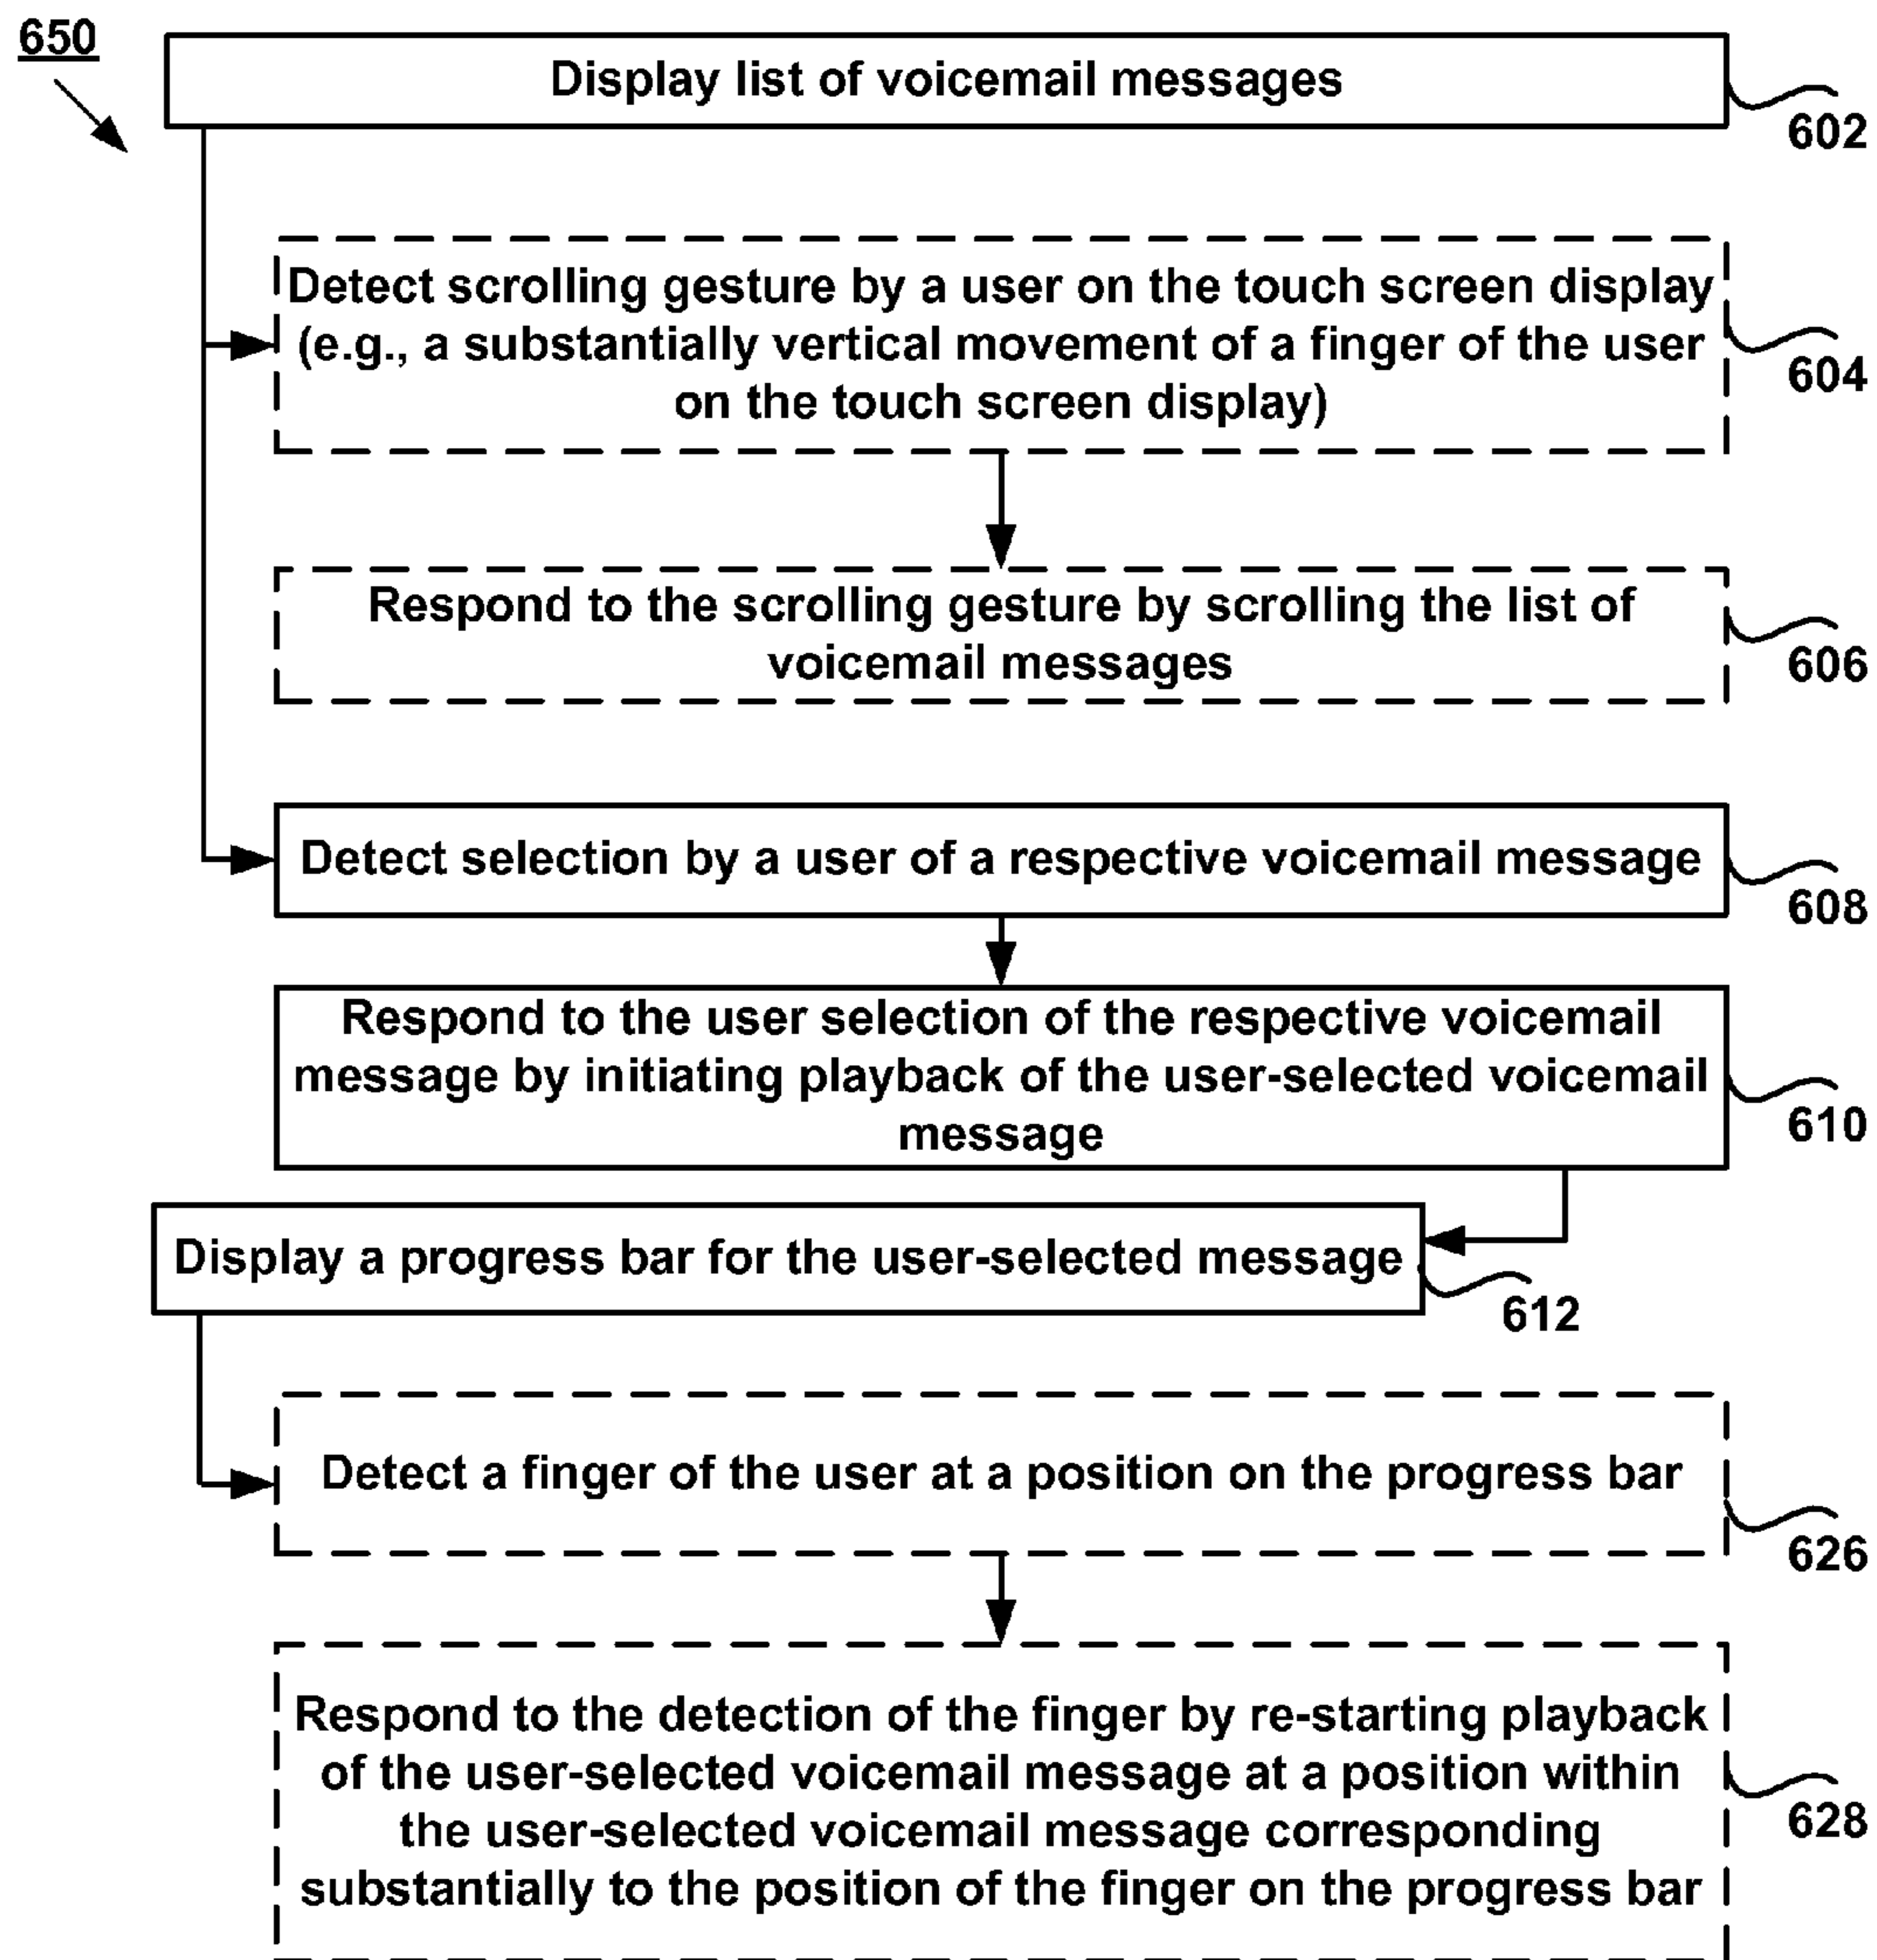 650
Display list of voicemail messages
602
Detect scrolling gesture by a user on the touch screen display
(e.g., a substantially vertical movement of a finger of the user
on the touch screen display)
604
Respond to the scrolling gesture by scrolling the list of
voicemail messages
606
Detect selection by a user of a respective voicemail message
608
Respond to the user selection of the respective voicemail
message by initiating playback of the user-selected voicemail
message
610
Display a progress bar for the user-selected message
612
Detect a finger of the user at a position on the progress bar
626
Respond to the detection of the finger by re-starting playback
of the user-selected voicemail message at a position within
the user-selected voicemail message corresponding
substantially to the position of the finger on the progress bar
628